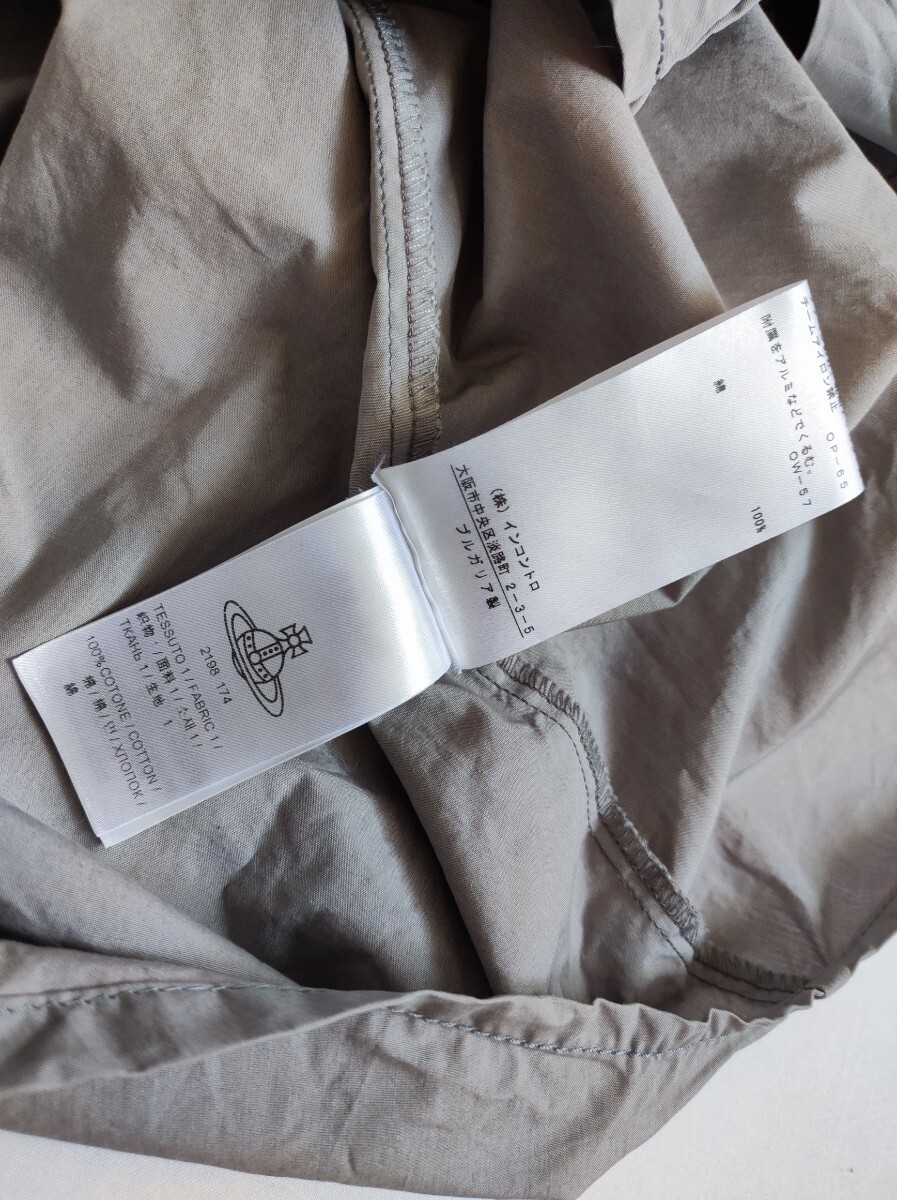 2198 174
TESSUTO 1 / FABRIC 1 /
织物 : / 面料 1 / 소재 1 /
ТКАНЬ 1 / 生地 1
100% COTONE / COTTON /
棉 / 棉 / 면 / ХЛОПОК /
綿
チームアイロン禁止 OP-65
附属をアルミなどでくるむ。 OW-57
綿 100%
(株) インコントロ
大阪市中央区淡路町 2-3-5
ブルガリア製